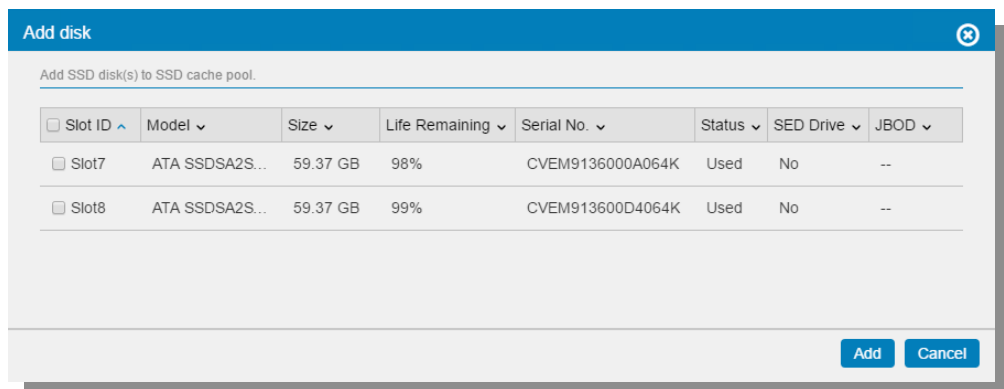 Add disk
Add SSD disk(s) to SSD cache pool.
Slot ID Model Size Life Remaining Serial No. Status SED Drive JBOD
Slot7 ATA SSDSA2S... 59.37 GB 98% CVEM9136000A064K Used No --
Slot8 ATA SSDSA2S... 59.37 GB 99% CVEM913600D4064K Used No --
Add Cancel